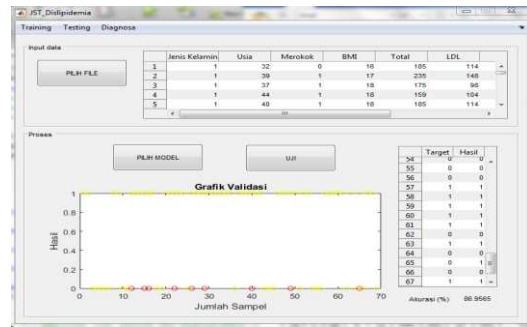 JST_Dislipidemia
Training Testing Diagnosa
Input data
PILIH FILE
Jenis Kelamin Usia Merokok BMI Total LDL
1 1 32 0 16 185 114
2 1 39 1 17 235 148
3 1 37 1 18 175 98
4 1 44 1 18 159 104
5 1 40 1 18 185 114
Proses
PILIH MODEL
UJI
Target Hasil
54 0 0
55 0 0
56 0 0
57 1 1
58 1 1
59 1 1
60 1 1
61 1 1
62 0 0
63 1 1
64 0 0
65 0 1
66 0 0
67 1 1
Akurasi (%) 86.9565
Grafik Validasi
Hasil
1
0.8
0.6
0.4
0.2
0
0 10 20 30 40 50 60 70
Jumlah Sampel